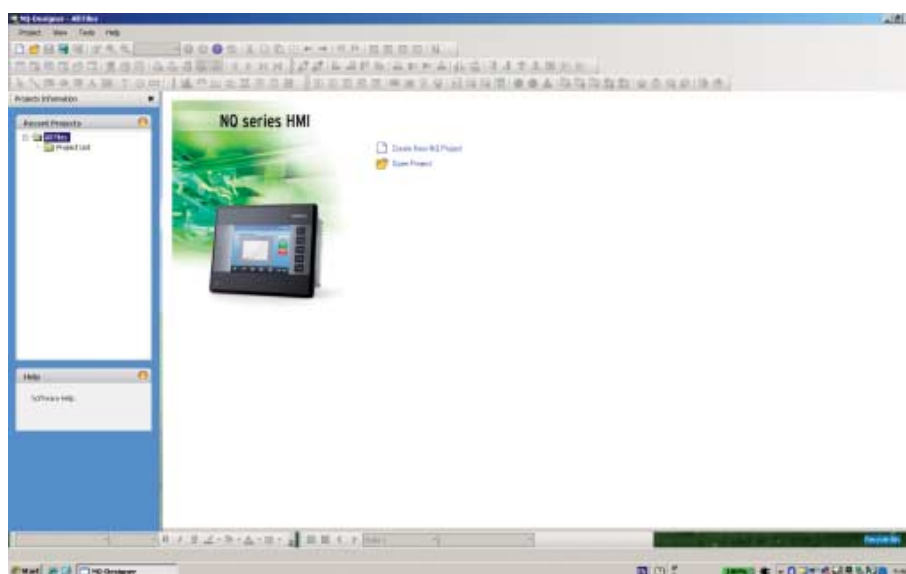 NQ-Designer - All Files
Project View Tools Help
Projects Information
Recent Projects
All Files
Project List
NQ series HMI
Create New NQ Project
Open Project
Help
Software Help
Start
NQ-Designer
100%